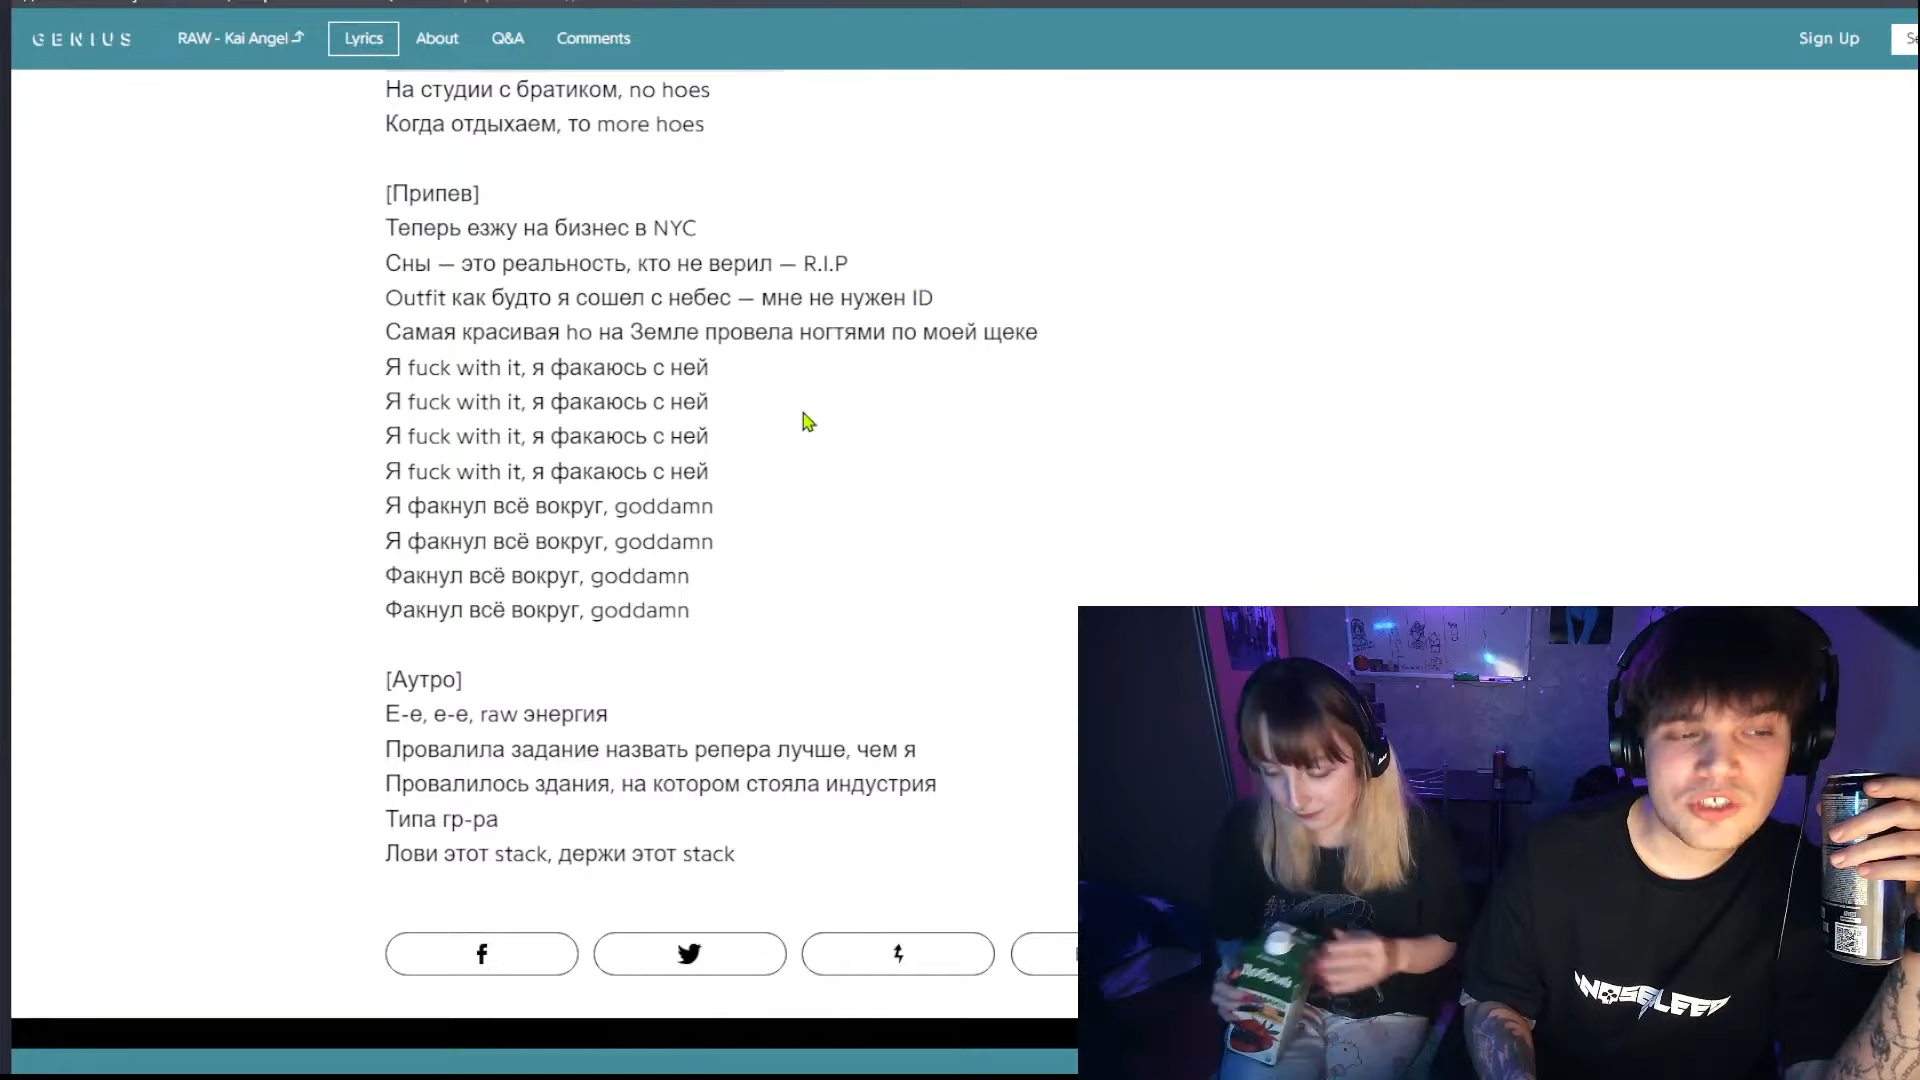 GENIUS
RAW - Kai Angel
Lyrics
About
Q&A
Comments
Sign Up
На студии с братиком, no hoes
Когда отдыхаем, то more hoes
[Припев]
Теперь езжу на бизнес в NYC
Сны — это реальность, кто не верил — R.I.P
Outfit как будто я сошел с небес — мне не нужен ID
Самая красивая ho на Земле провела ногтями по моей щеке
Я fuck with it, я факаюсь с ней
Я fuck with it, я факаюсь с ней
Я fuck with it, я факаюсь с ней
Я fuck with it, я факаюсь с ней
Я факнул всё вокруг, goddamn
Я факнул всё вокруг, goddamn
Факнул всё вокруг, goddamn
Факнул всё вокруг, goddamn
[Аутро]
Е-е, е-е, raw энергия
Провалила задание назвать репера лучше, чем я
Провалилось здания, на котором стояла индустрия
Типа гр-ра
Лови этот stack, держи этот stack